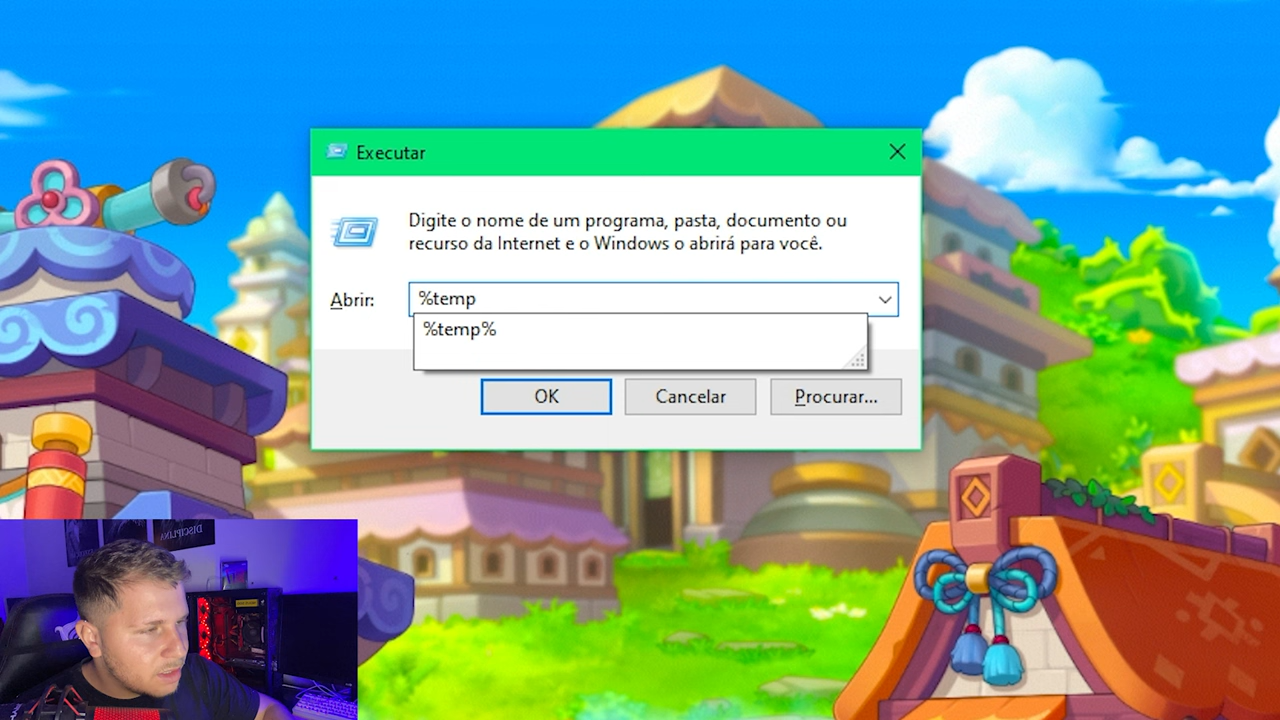 Executar
Digite o nome de um programa, pasta, documento ou
recurso da Internet e o Windows o abrirá para você.
Abrir:
%temp
%temp%
OK
Cancelar
Procurar...
DISCIPLINA